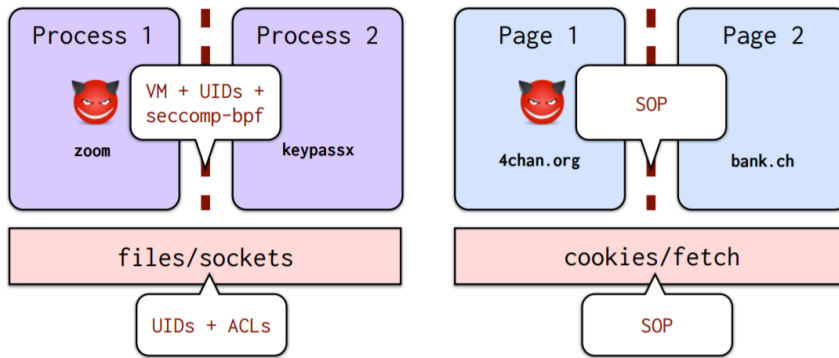 Process 1
Process 2
VM + UIDs +
seccomp-bpf
zoom
keypassx
files/sockets
UIDs + ACLs
Page 1
Page 2
SOP
4chan.org
bank.ch
cookies/fetch
SOP